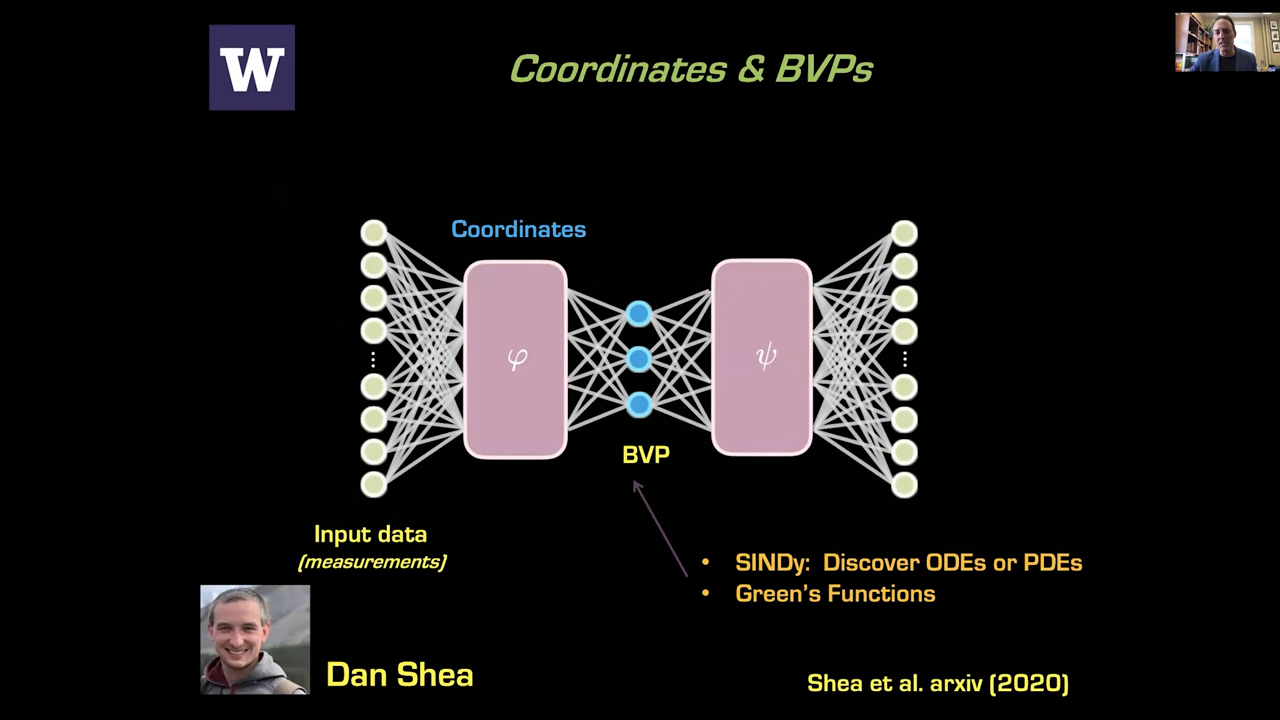 W
Coordinates & BVPs
Coordinates
φ
ψ
BVP
Input data
(measurements)
• SINDy: Discover ODEs or PDEs
• Green's Functions
Dan Shea
Shea et al. arxiv (2020)